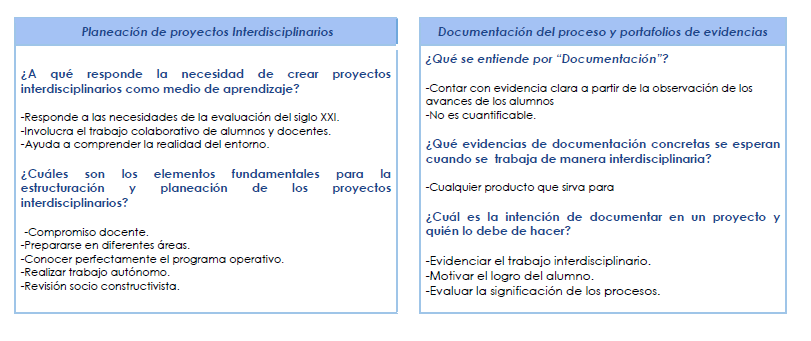 Planeación de proyectos Interdisciplinarios
¿A qué responde la necesidad de crear proyectos
interdisciplinarios como medio de aprendizaje?
-Responde a las necesidades de la evaluación del siglo XXI.
-Involucra el trabajo colaborativo de alumnos y docentes.
-Ayuda a comprender la realidad del entorno.
¿Cuáles son los elementos fundamentales para la
estructuración y planeación de los proyectos
interdisciplinarios?
-Compromiso docente.
-Prepararse en diferentes áreas.
-Conocer perfectamente el programa operativo.
-Realizar trabajo autónomo.
-Revisión socio constructivista.
Documentación del proceso y portafolios de evidencias
¿Qué se entiende por “Documentación”?
-Contar con evidencia clara a partir de la observación de los
avances de los alumnos
-No es cuantificable.
¿Qué evidencias de documentación concretas se esperan
cuando se trabaja de manera interdisciplinaria?
-Cualquier producto que sirva para
¿Cuál es la intención de documentar en un proyecto y
quién lo debe de hacer?
-Evidenciar el trabajo interdisciplinario.
-Motivar el logro del alumno.
-Evaluar la significación de los procesos.